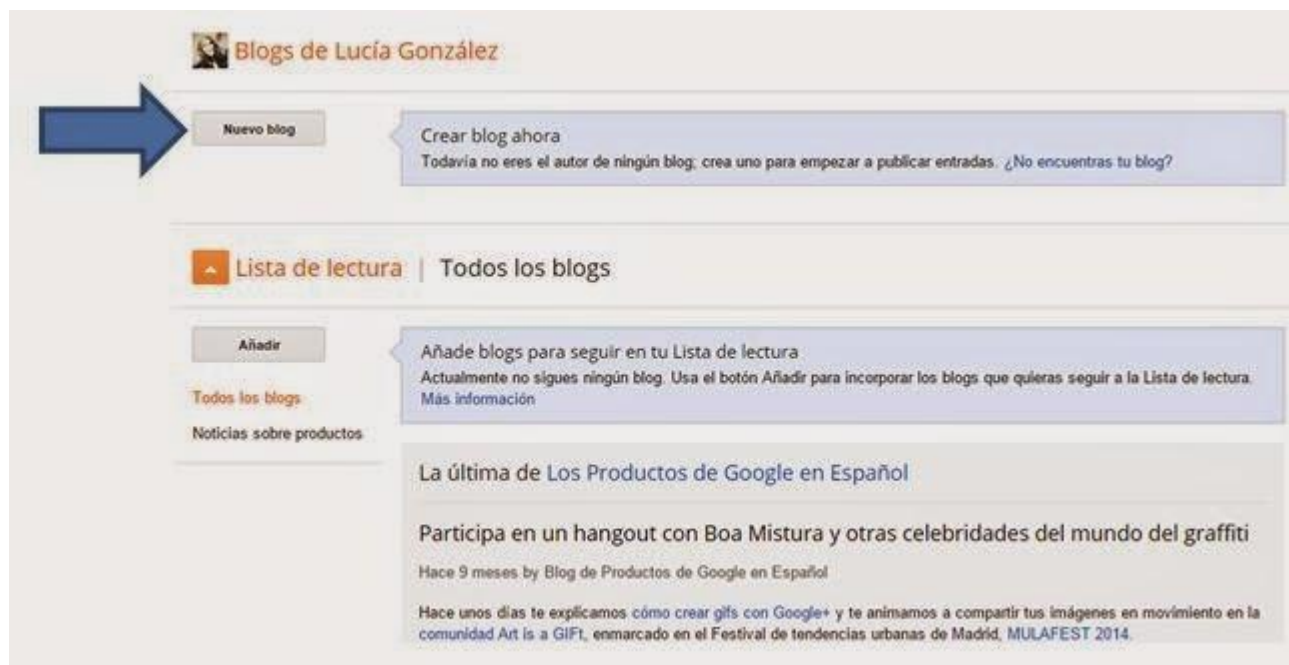 Blogs de Lucía González
Nuevo blog
Crear blog ahora
Todavía no eres el autor de ningún blog; crea uno para empezar a publicar entradas. ¿No encuentras tu blog?
Lista de lectura | Todos los blogs
Añadir
Todos los blogs
Noticias sobre productos
Añade blogs para seguir en tu Lista de lectura
Actualmente no sigues ningún blog. Usa el botón Añadir para incorporar los blogs que quieras seguir a la Lista de lectura.
Más información
La última de Los Productos de Google en Español
Participa en un hangout con Boa Mistura y otras celebridades del mundo del graffiti
Hace 9 meses by Blog de Productos de Google en Español
Hace unos días te explicamos cómo crear gifs con Google+ y te animamos a compartir tus imágenes en movimiento en la
comunidad Art is a GIFt, enmarcado en el Festival de tendencias urbanas de Madrid, MULAFEST 2014.